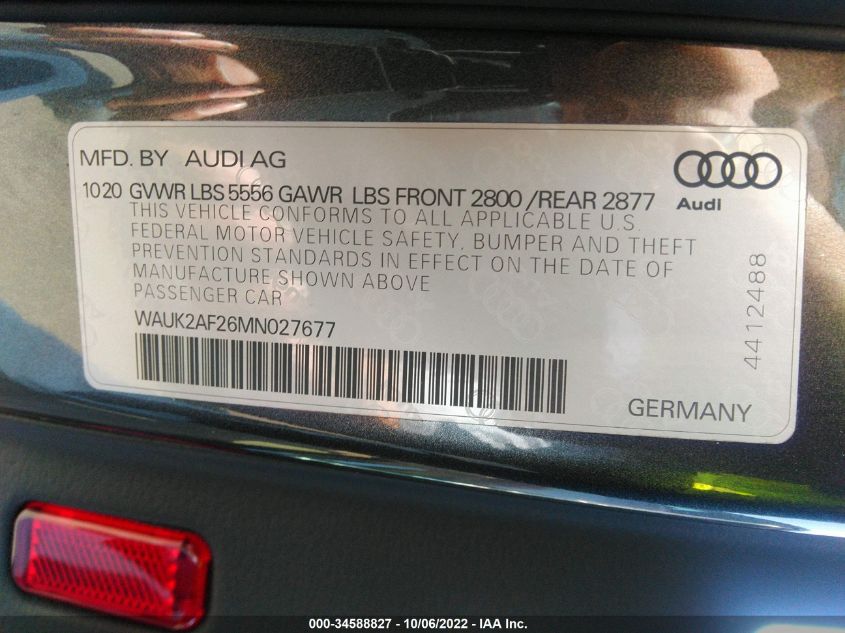 MFD. BY AUDI AG
1020 GVWR LBS 5556 GAWR LBS FRONT 2800 /REAR 2877
THIS VEHICLE CONFORMS TO ALL APPLICABLE U.S.
FEDERAL MOTOR VEHICLE SAFETY, BUMPER AND THEFT
PREVENTION STANDARDS IN EFFECT ON THE DATE OF
MANUFACTURE SHOWN ABOVE
PASSENGER CAR
WAUK2AF26MN027677
Audi
4412488
GERMANY
000-34588827 - 10/06/2022 - IAA Inc.